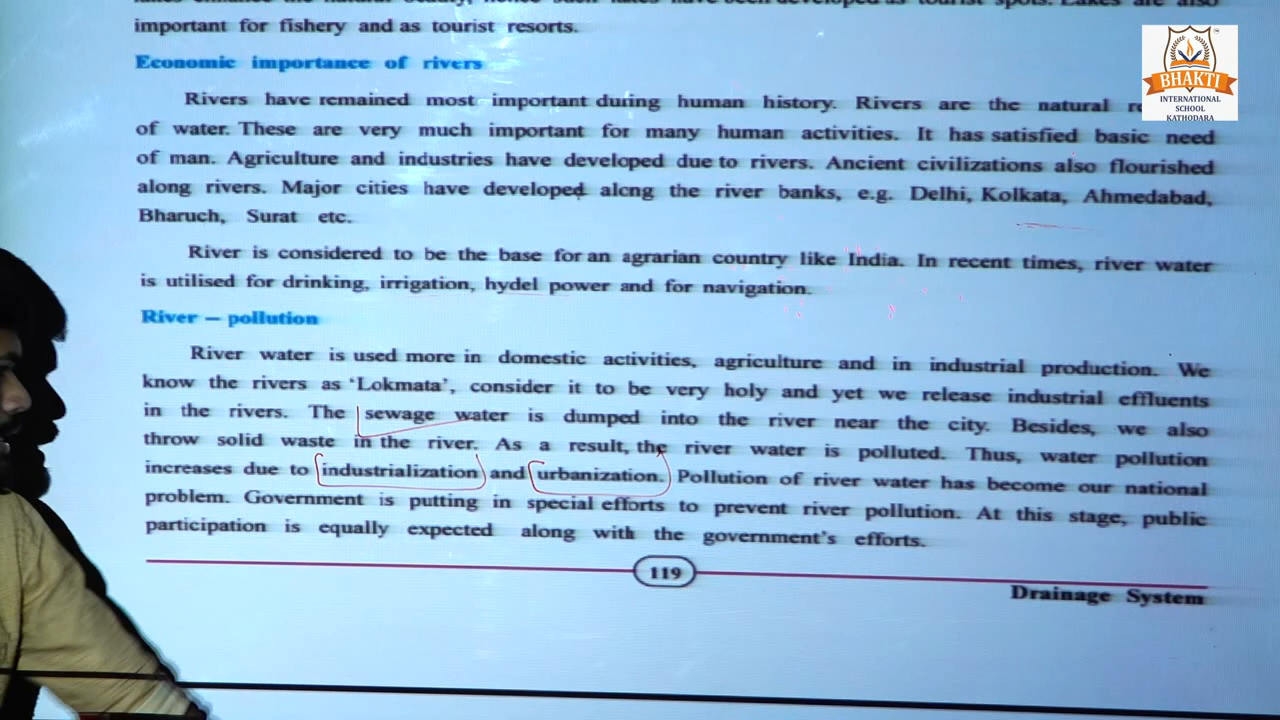 important for fishery and as tourist resorts.
Economic importance of rivers
Rivers have remained most important during human history. Rivers are the natural
of water. These are very much important for many human activities. It has satisfied basic need
of man. Agriculture and industries have developed due to rivers. Ancient civilizations also flourished
along rivers. Major cities have developed along the river banks, e.g. Delhi, Kolkata, Ahmedabad,
Bharuch, Surat etc.
River is considered to be the base for an agrarian country like India. In recent times, river water
is utilised for drinking, irrigation, hydel power and for navigation.
River – pollution
River water is used more in domestic activities, agriculture and in industrial production. We
know the rivers as ‘Lokmata’, consider it to be very holy and yet we release industrial effluents
in the rivers. The sewage water is dumped into the river near the city. Besides, we also
throw solid waste in the river. As a result, the river water is polluted. Thus, water pollution
increases due to industrialization and urbanization. Pollution of river water has become our national
problem. Government is putting in special efforts to prevent river pollution. At this stage, public
participation is equally expected along with the government’s efforts.
119
Drainage System
BHAKTI
INTERNATIONAL
SCHOOL
KATHODARA